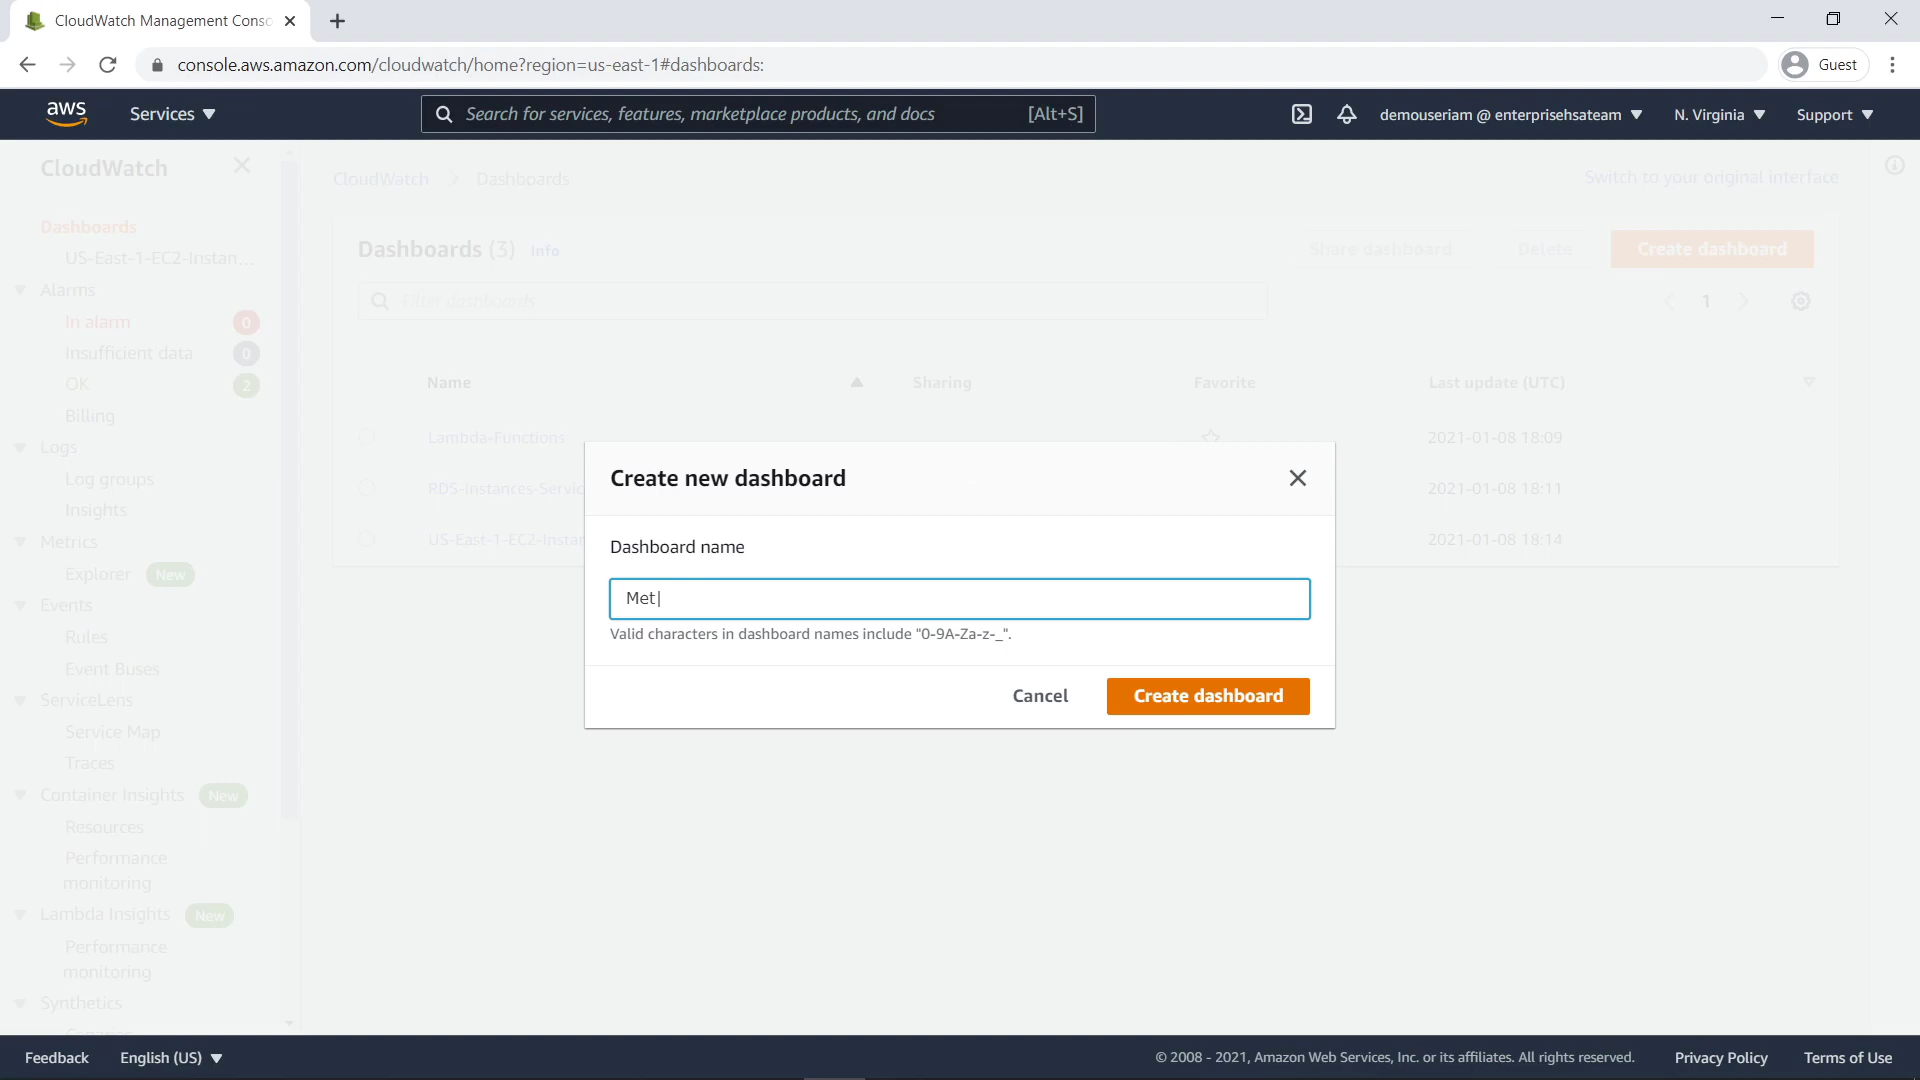 CloudWatch Management Conso
console.aws.amazon.com/cloudwatch/home?region=us-east-1#dashboards:
Guest
aws
Services
Search for services, features, marketplace products, and docs
[Alt+S]
demouseriam @ enterprisehsateam
N. Virginia
Support
CloudWatch
Dashboards
US-East-1-EC2-Instan...
Alarms
In alarm 0
Insufficient data 0
OK 2
Billing
Logs
Log groups
Insights
Metrics
Explorer New
Events
Rules
Event Buses
ServiceLens
Service Map
Traces
Container Insights New
Resources
Performance
monitoring
Lambda Insights New
Performance
monitoring
Synthetics
CloudWatch > Dashboards
Switch to your original interface
Dashboards (3) Info
Share dashboard
Delete
Create dashboard
Filter dashboards
1
Name
Sharing
Favorite
Last update (UTC)
Lambda-Functions
2021-01-08 18:09
RDS-Instances-Servic
2021-01-08 18:11
US-East-1-EC2-Instan
2021-01-08 18:14
Create new dashboard
Dashboard name
Met
Valid characters in dashboard names include "0-9A-Za-z-_".
Cancel
Create dashboard
Feedback
English (US)
© 2008 - 2021, Amazon Web Services, Inc. or its affiliates. All rights reserved.
Privacy Policy
Terms of Use